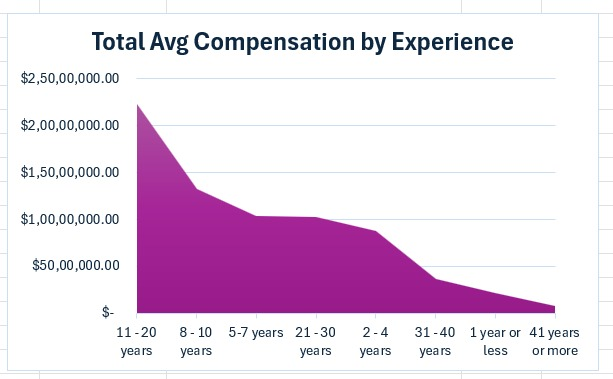 Total Avg Compensation by Experience
$2,50,00,000.00
$2,00,00,000.00
$1,50,00,000.00
$1,00,00,000.00
$50,00,000.00
$-
11 - 20 years
8 - 10 years
5-7 years
21 - 30 years
2 - 4 years
31 - 40 years
1 year or less
41 years or more